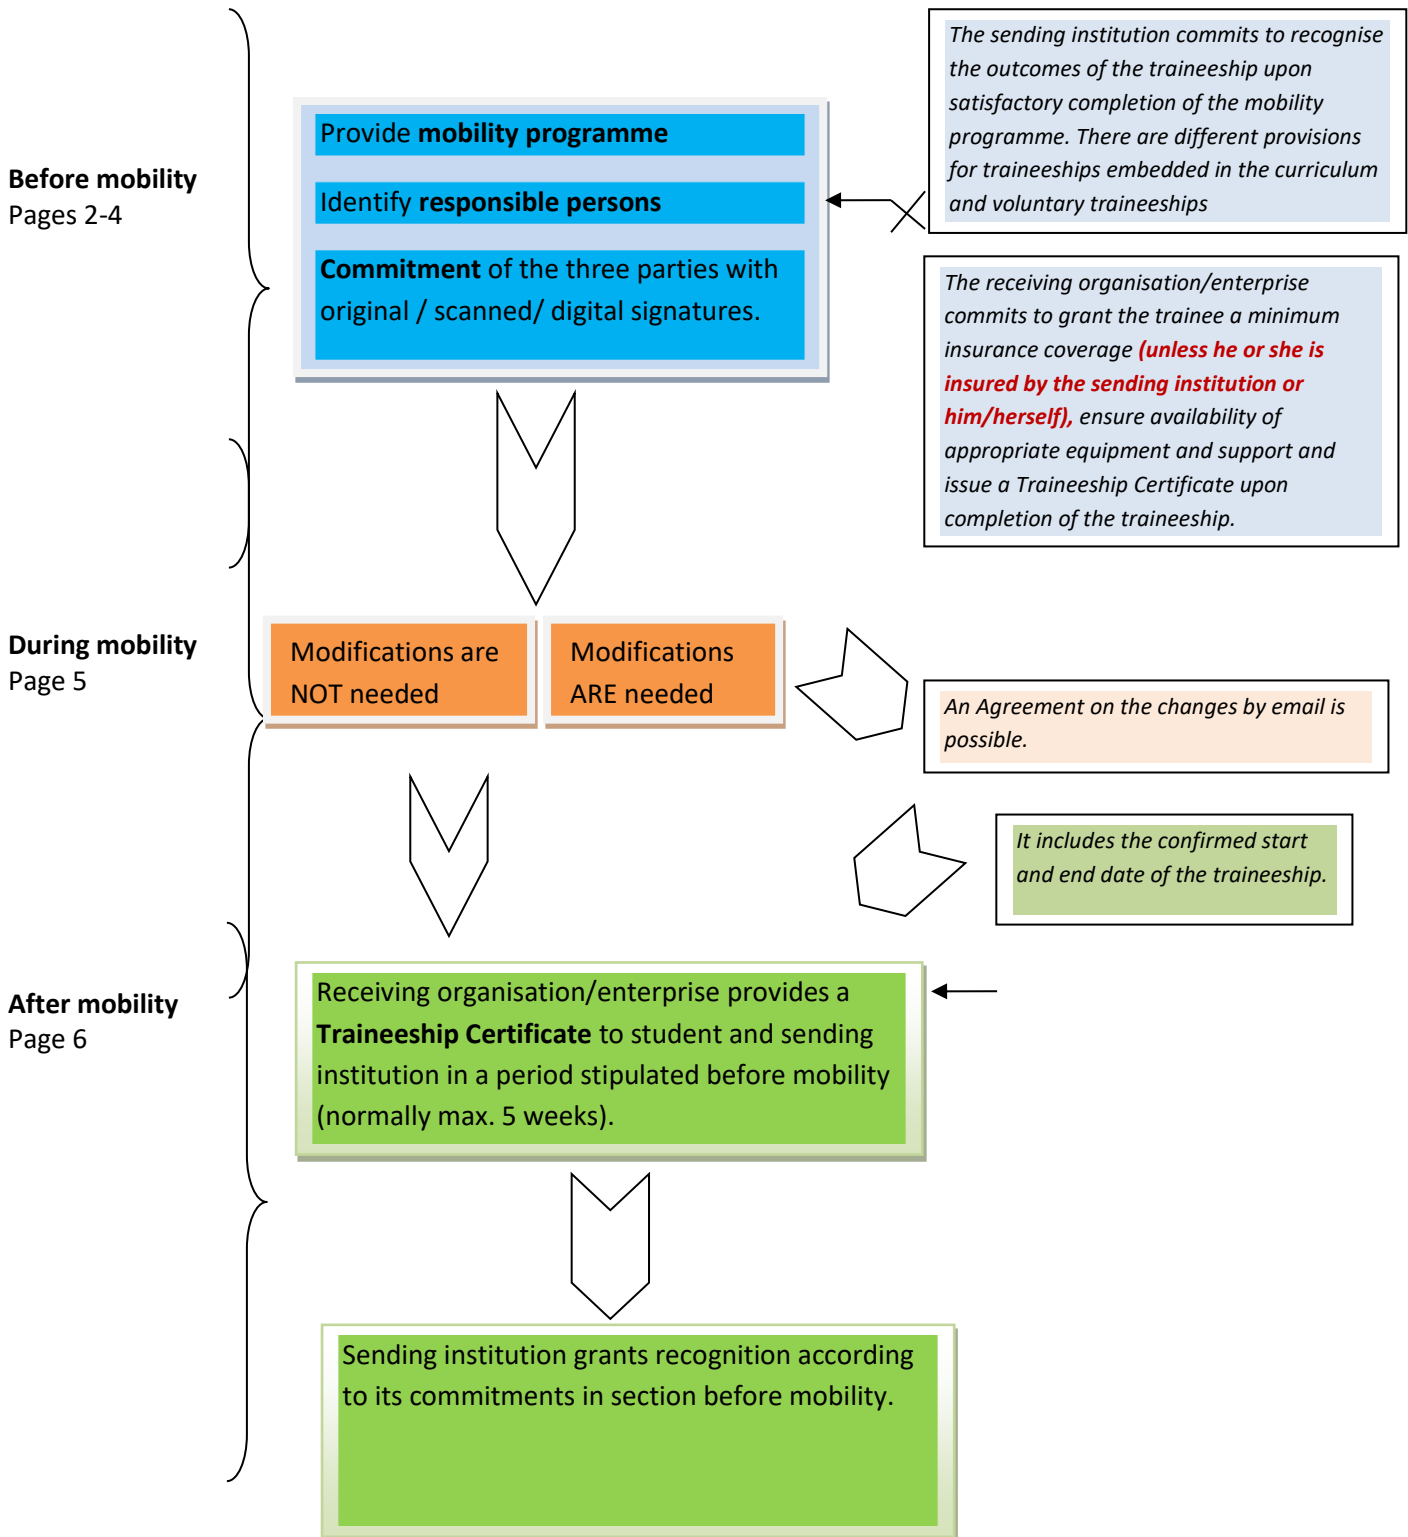 The sending institution commits to recognise
the outcomes of the traineeship upon
satisfactory completion of the mobility
programme. There are different provisions
for traineeships embedded in the curriculum
and voluntary traineeships
Provide mobility programme
Before mobility
Pages 2-4
Identify responsible persons
Commitment of the three parties with
original / scanned/ digital signatures.
The receiving organisation/enterprise
commits to grant the trainee a minimum
insurance coverage (unless he or she is
insured by the sending institution or
him/herself), ensure availability of
appropriate equipment and support and
issue a Traineeship Certificate upon
completion of the traineeship.
During mobility
Page 5
Modifications are
NOT needed
Modifications
ARE needed
An Agreement on the changes by email is
possible.
It includes the confirmed start
and end date of the traineeship.
After mobility
Page 6
Receiving organisation/enterprise provides a
Traineeship Certificate to student and sending
institution in a period stipulated before mobility
(normally max. 5 weeks).
Sending institution grants recognition according
to its commitments in section before mobility.